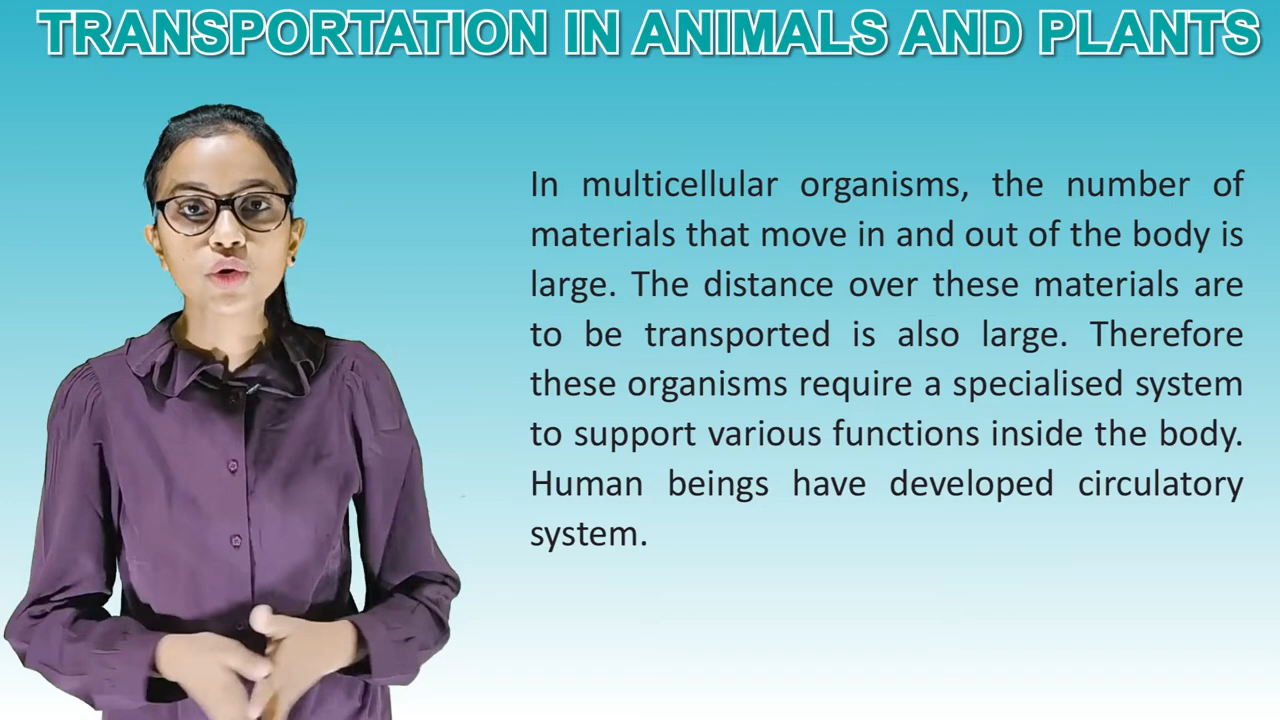 TRANSPORTATION IN ANIMALS AND PLANTS
In multicellular organisms, the number of
materials that move in and out of the body is
large. The distance over these materials are
to be transported is also large. Therefore
these organisms require a specialised system
to support various functions inside the body.
Human beings have developed circulatory
system.